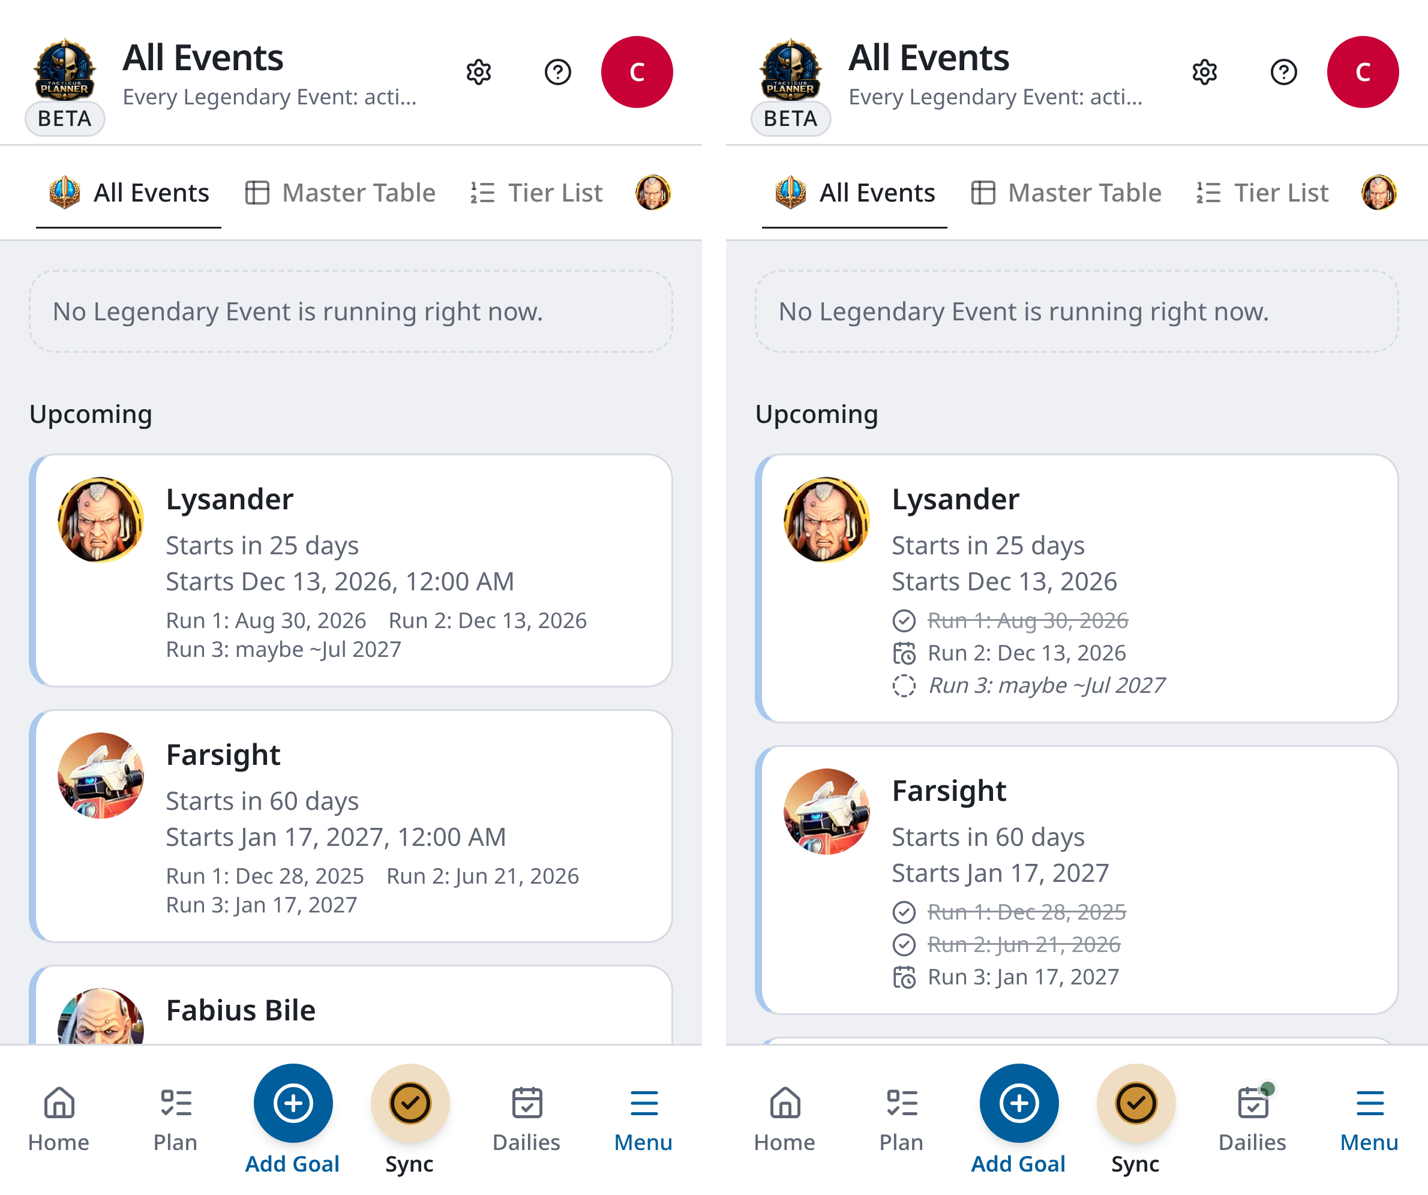 All Events
Every Legendary Event: acti...
TACTICUS
PLANNER
BETA
C
All Events
Master Table
Tier List
No Legendary Event is running right now.
Upcoming
Lysander
Starts in 25 days
Starts Dec 13, 2026, 12:00 AM
Run 1: Aug 30, 2026 Run 2: Dec 13, 2026
Run 3: maybe ~Jul 2027
Farsight
Starts in 60 days
Starts Jan 17, 2027, 12:00 AM
Run 1: Dec 28, 2025 Run 2: Jun 21, 2026
Run 3: Jan 17, 2027
Fabius Bile
Home
Plan
Add Goal
Sync
Dailies
Menu
All Events
Every Legendary Event: acti...
TACTICUS
PLANNER
BETA
C
All Events
Master Table
Tier List
No Legendary Event is running right now.
Upcoming
Lysander
Starts in 25 days
Starts Dec 13, 2026
Run 1: Aug 30, 2026
Run 2: Dec 13, 2026
Run 3: maybe ~Jul 2027
Farsight
Starts in 60 days
Starts Jan 17, 2027
Run 1: Dec 28, 2025
Run 2: Jun 21, 2026
Run 3: Jan 17, 2027
Home
Plan
Add Goal
Sync
Dailies
Menu